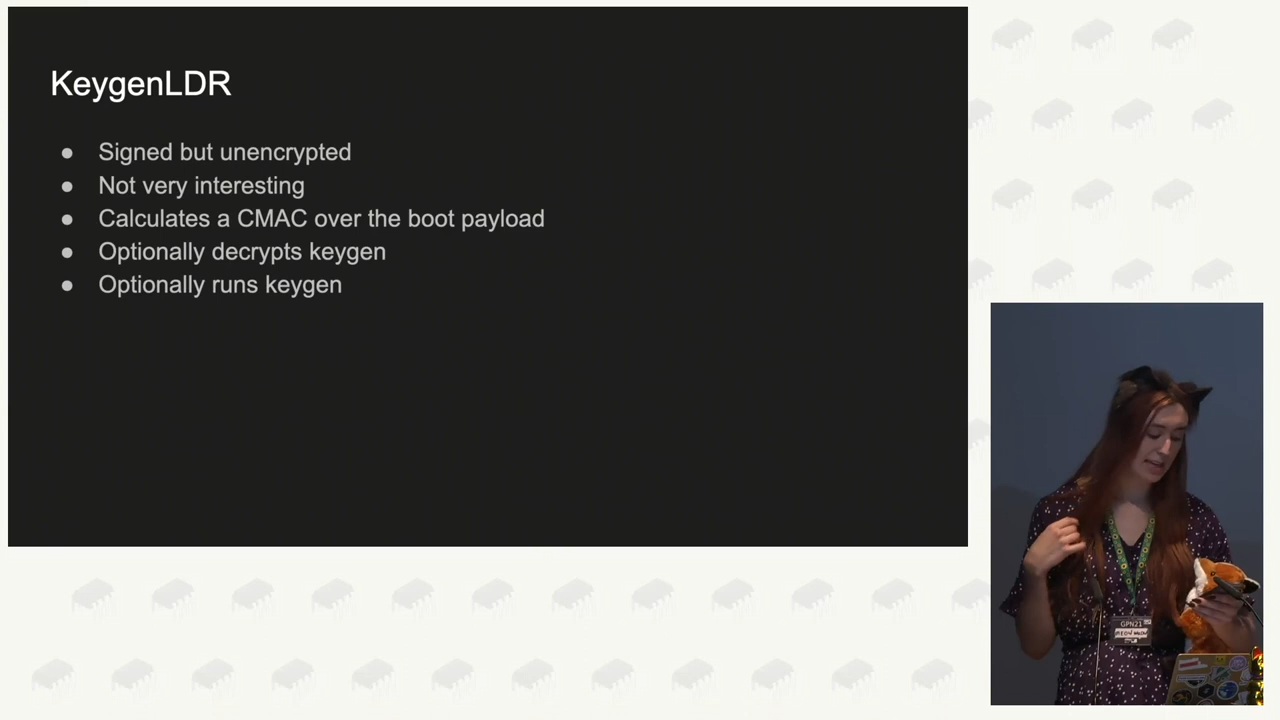 KeygenLDR
● Signed but unencrypted
● Not very interesting
● Calculates a CMAC over the boot payload
● Optionally decrypts keygen
● Optionally runs keygen
GPN21